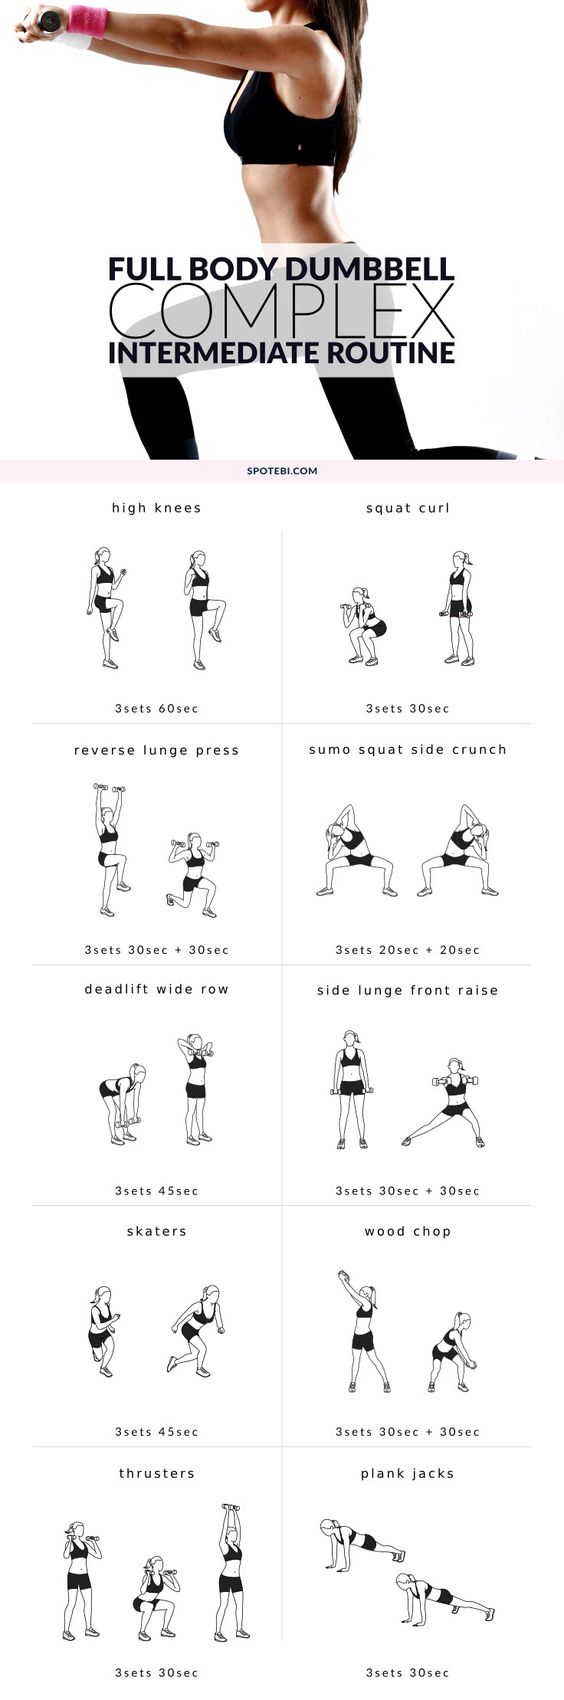 FULL BODY DUMBBELL
COMPLEX
INTERMEDIATE ROUTINE
SPOTEBI.COM
high knees
3sets 60sec
squat curl
3sets 30sec
reverse lunge press
3sets 30sec + 30sec
sumo squat side crunch
3sets 20sec + 20sec
deadlift wide row
3sets 45sec
side lunge front raise
3sets 30sec + 30sec
skaters
3sets 45sec
wood chop
3sets 30sec + 30sec
thrusters
3sets 30sec
plank jacks
3sets 30sec